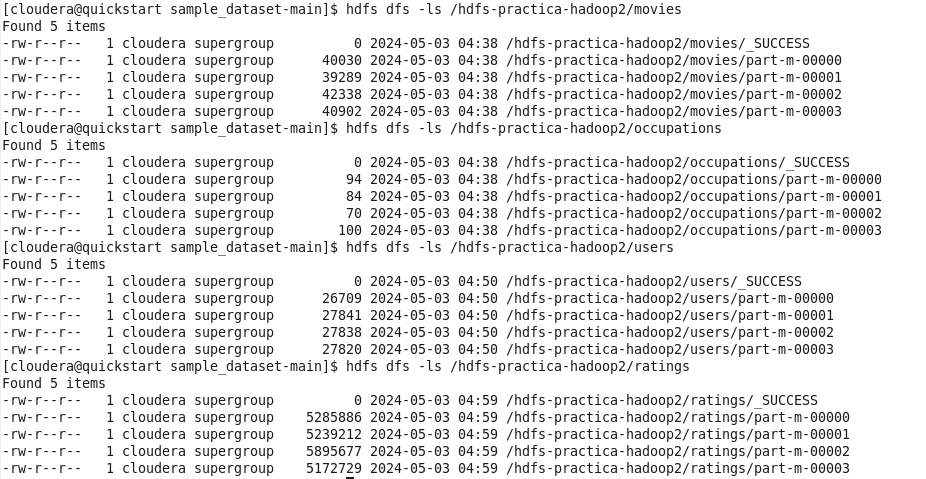 [cloudera@quickstart sample_dataset-main]$ hdfs dfs -ls /hdfs-practica-hadoop2/movies
Found 5 items
-rw-r--r--   1 cloudera supergroup          0 2024-05-03 04:38 /hdfs-practica-hadoop2/movies/_SUCCESS
-rw-r--r--   1 cloudera supergroup      40030 2024-05-03 04:38 /hdfs-practica-hadoop2/movies/part-m-00000
-rw-r--r--   1 cloudera supergroup      39289 2024-05-03 04:38 /hdfs-practica-hadoop2/movies/part-m-00001
-rw-r--r--   1 cloudera supergroup      42338 2024-05-03 04:38 /hdfs-practica-hadoop2/movies/part-m-00002
-rw-r--r--   1 cloudera supergroup      40902 2024-05-03 04:38 /hdfs-practica-hadoop2/movies/part-m-00003
[cloudera@quickstart sample_dataset-main]$ hdfs dfs -ls /hdfs-practica-hadoop2/occupations
Found 5 items
-rw-r--r--   1 cloudera supergroup          0 2024-05-03 04:38 /hdfs-practica-hadoop2/occupations/_SUCCESS
-rw-r--r--   1 cloudera supergroup         94 2024-05-03 04:38 /hdfs-practica-hadoop2/occupations/part-m-00000
-rw-r--r--   1 cloudera supergroup         84 2024-05-03 04:38 /hdfs-practica-hadoop2/occupations/part-m-00001
-rw-r--r--   1 cloudera supergroup         70 2024-05-03 04:38 /hdfs-practica-hadoop2/occupations/part-m-00002
-rw-r--r--   1 cloudera supergroup        100 2024-05-03 04:38 /hdfs-practica-hadoop2/occupations/part-m-00003
[cloudera@quickstart sample_dataset-main]$ hdfs dfs -ls /hdfs-practica-hadoop2/users
Found 5 items
-rw-r--r--   1 cloudera supergroup          0 2024-05-03 04:50 /hdfs-practica-hadoop2/users/_SUCCESS
-rw-r--r--   1 cloudera supergroup      26709 2024-05-03 04:50 /hdfs-practica-hadoop2/users/part-m-00000
-rw-r--r--   1 cloudera supergroup      27841 2024-05-03 04:50 /hdfs-practica-hadoop2/users/part-m-00001
-rw-r--r--   1 cloudera supergroup      27838 2024-05-03 04:50 /hdfs-practica-hadoop2/users/part-m-00002
-rw-r--r--   1 cloudera supergroup      27820 2024-05-03 04:50 /hdfs-practica-hadoop2/users/part-m-00003
[cloudera@quickstart sample_dataset-main]$ hdfs dfs -ls /hdfs-practica-hadoop2/ratings
Found 5 items
-rw-r--r--   1 cloudera supergroup          0 2024-05-03 04:59 /hdfs-practica-hadoop2/ratings/_SUCCESS
-rw-r--r--   1 cloudera supergroup    5285886 2024-05-03 04:59 /hdfs-practica-hadoop2/ratings/part-m-00000
-rw-r--r--   1 cloudera supergroup    5239212 2024-05-03 04:59 /hdfs-practica-hadoop2/ratings/part-m-00001
-rw-r--r--   1 cloudera supergroup    5895677 2024-05-03 04:59 /hdfs-practica-hadoop2/ratings/part-m-00002
-rw-r--r--   1 cloudera supergroup    5172729 2024-05-03 04:59 /hdfs-practica-hadoop2/ratings/part-m-00003